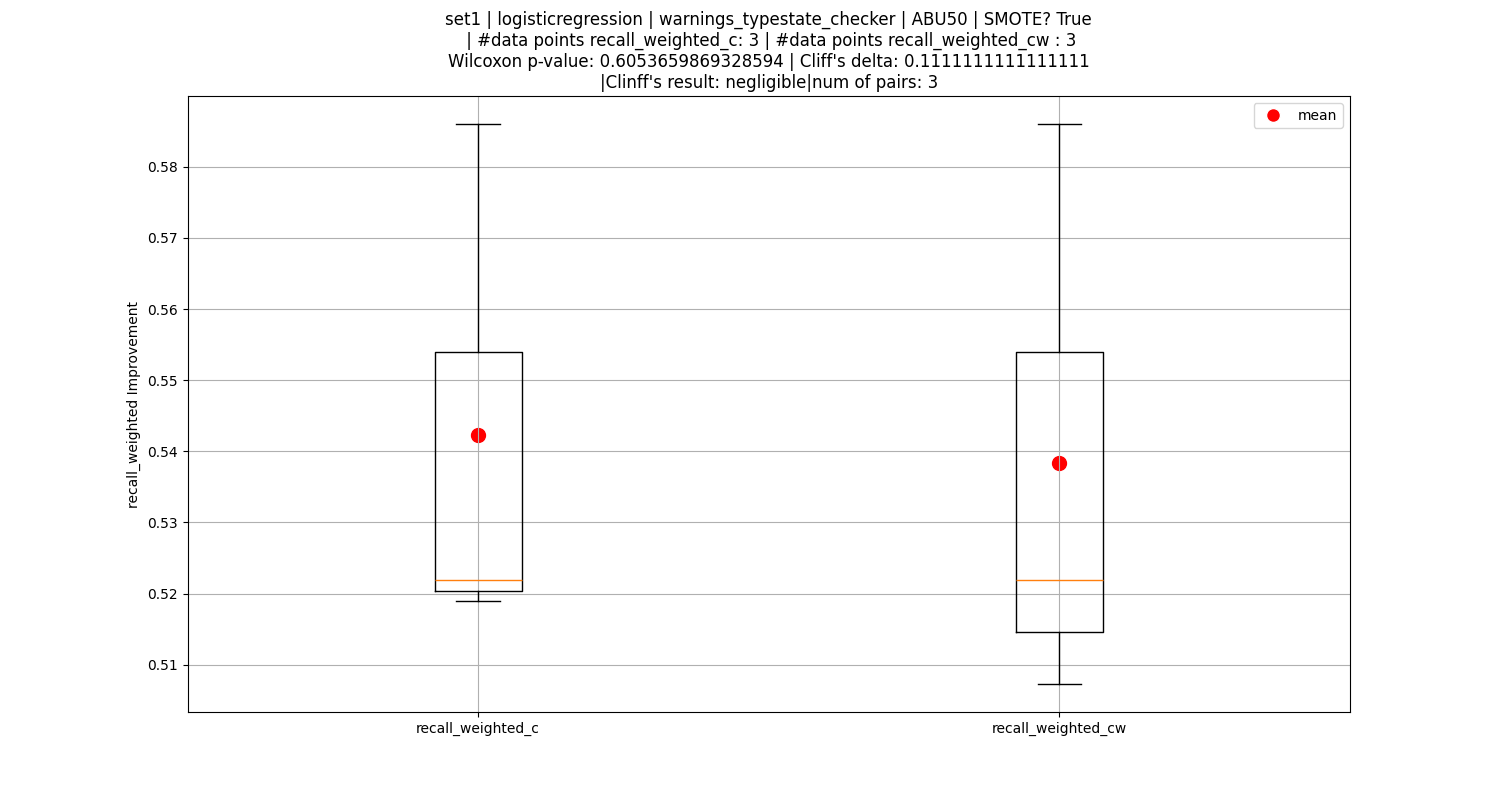 set1 | logisticregression | warnings_typestate_checker | ABU50 | SMOTE? True
| #data points recall_weighted_c: 3 | #data points recall_weighted_cw : 3
Wilcoxon p-value: 0.6053659869328594 | Cliff's delta: 0.1111111111111111
|Clinff's result: negligible|num of pairs: 3
mean
recall_weighted Improvement
0.58
0.57
0.56
0.55
0.54
0.53
0.52
0.51
recall_weighted_c
recall_weighted_cw